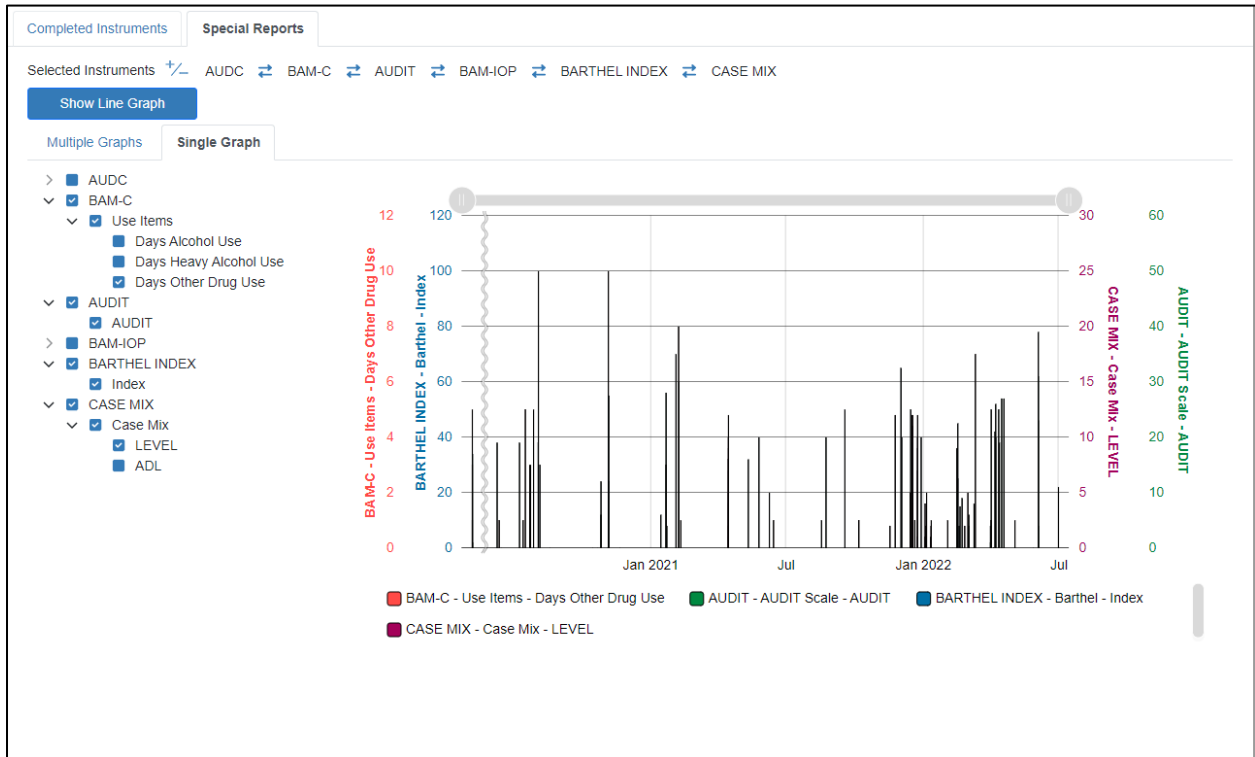 Completed Instruments Special Reports
Selected Instruments +/- AUDC BAM-C AUDIT BAM-IOP BARTHEL INDEX CASE MIX
Show Line Graph
Multiple Graphs Single Graph
AUDC
BAM-C
Use Items
Days Alcohol Use
Days Heavy Alcohol Use
Days Other Drug Use
AUDIT
AUDIT
BAM-IOP
BARTHEL INDEX
Index
CASE MIX
Case Mix
LEVEL
ADL
BAM-C - Use Items - Days Other Drug Use
12
10
8
6
4
2
0
BARTHEL INDEX - Barthel - Index
120
100
80
60
40
20
0
30
25
20
15
10
5
0
CASE MIX - Case Mix - LEVEL
60
50
40
30
20
10
0
AUDIT - AUDIT Scale - AUDIT
Jan 2021 Jul Jan 2022 Jul
BAM-C - Use Items - Days Other Drug Use AUDIT - AUDIT Scale - AUDIT BARTHEL INDEX - Barthel - Index
CASE MIX - Case Mix - LEVEL